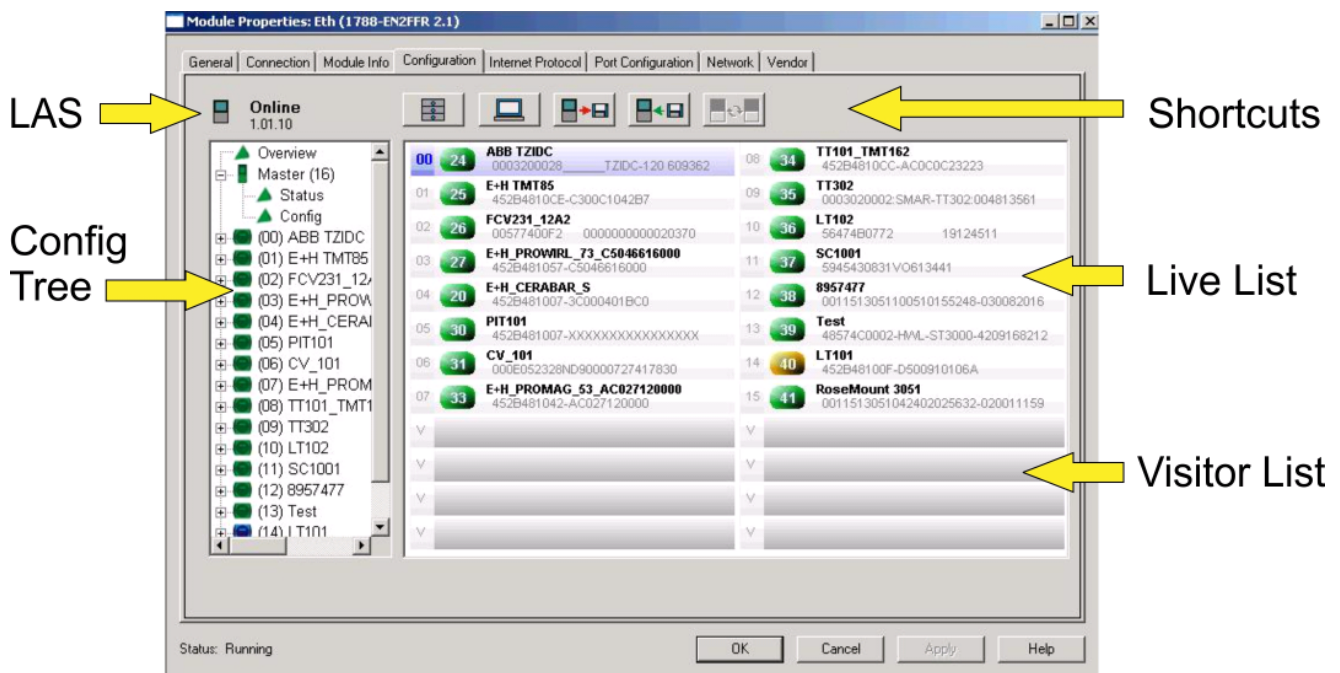 Module Properties: Eth (1788-EN2FFR 2.1)
General Connection Module Info Configuration Internet Protocol Port Configuration Network Vendor
LAS
Online
1.01.10
Shortcuts
Config
Tree
Overview
Master (16)
Status
Config
(00) ABB TZIDC
(01) E+H TMT85
(02) FCV231_12A
(03) E+H_PROW
(04) E+H_CERA
(05) PIT101
(06) CV_101
(07) E+H_PROM
(08) TT101_TMT1
(09) TT302
(10) LT102
(11) SC1001
(12) 8957477
(13) Test
(14) LT101
00 24 ABB TZIDC
0003200028______TZIDC-120 609362
01 25 E+H TMT85
452B4810CE-C300C1042B7
02 26 FCV231_12A2
00577400F2 0000000000020370
03 27 E+H_PROWIRL_73_C5046616000
452B481057-C5046616000
04 20 E+H_CERABAR_S
452B481007-3C000401BC0
05 30 PIT101
452B481007-XXXXXXXXXXXXXXXX
06 31 CV_101
000E052328ND90000727417830
07 33 E+H_PROMAG_53_AC027120000
452B481042-AC027120000
V
V
V
V
08 34 TT101_TMT162
452B4810CC-AC0C0C23223
09 35 TT302
0003020002:SMAR-TT302:004813561
10 36 LT102
56474B0772 19124511
11 37 SC1001
5945430831VO613441
12 38 8957477
0011513051100510155248-030082016
13 39 Test
48574C0002-HWL-ST3000-4209168212
14 40 LT101
452B48100F-D500910106A
15 41 RoseMount 3051
0011513051042402025632-020011159
V
V
V
V
Live List
Visitor List
Status: Running
OK Cancel Apply Help